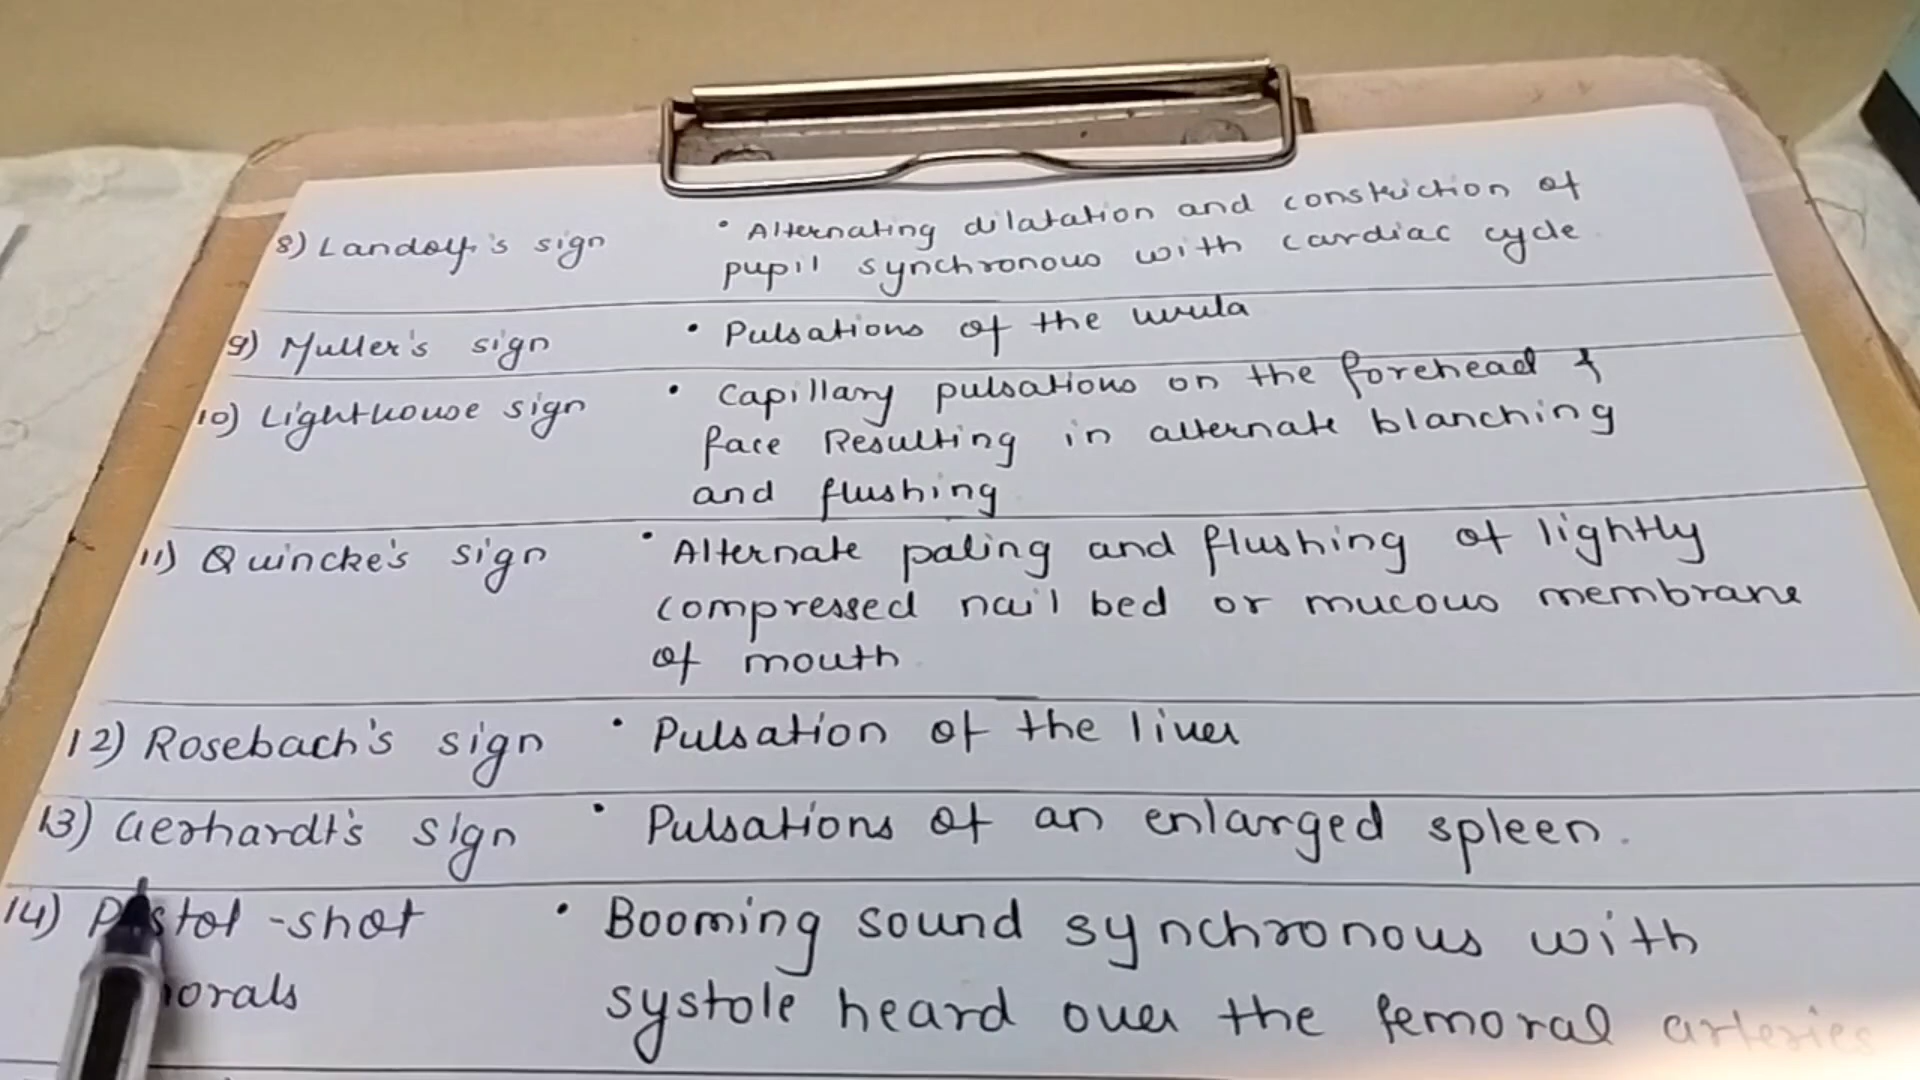 8) Landolf's sign • Alternating dilatation and constriction of
pupil synchronous with cardiac cycle
9) Muller's sign • Pulsations of the uvula
10) Lighthouse sign • Capillary pulsations on the forehead &
face Resulting in alternate blanching
and flushing
11) Quincke's sign • Alternate paling and flushing of lightly
compressed nail bed or mucous membrane
of mouth
12) Rosebach's sign • Pulsation of the liver
13) Gerhardt's sign • Pulsations of an enlarged spleen.
14) Pistol-shot • Booming sound synchronous with
systole heard over the femoral arteries